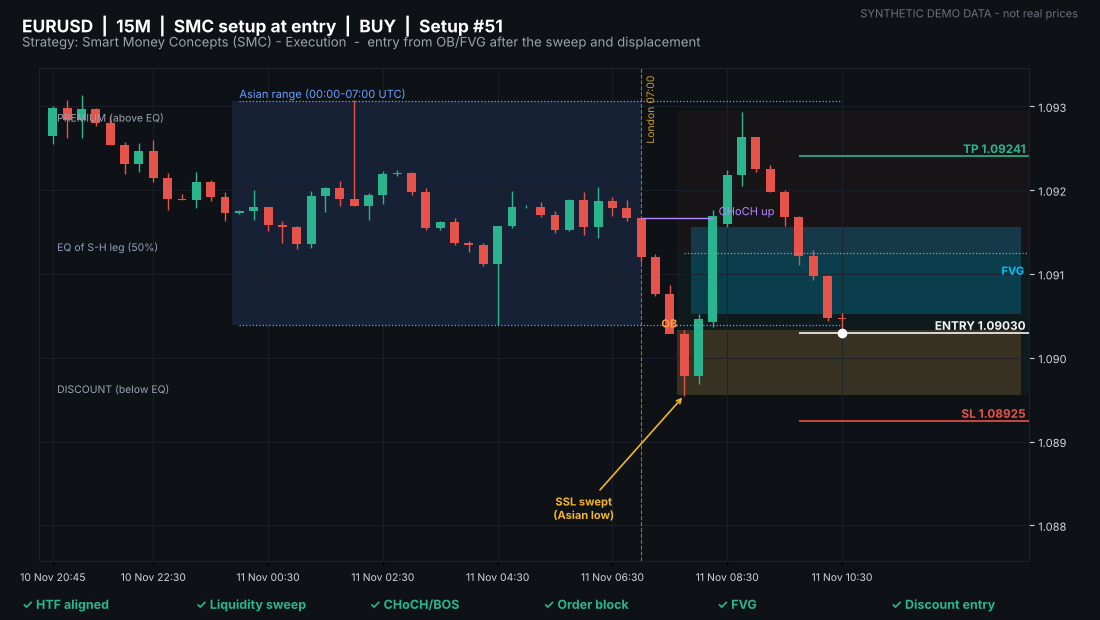 EURUSD | 15M | SMC setup at entry | BUY | Setup #51
SYNTHETIC DEMO DATA - not real prices
Strategy: Smart Money Concepts (SMC) - Execution - entry from OB/FVG after the sweep and displacement
Asian range (00:00-07:00 UTC)
London 07:00
PREMIUM (above EQ)
1.093
TP 1.09241
1.092
CHoCH up
EQ of S-H leg (50%)
FVG
1.091
OB
ENTRY 1.09030
1.090
DISCOUNT (below EQ)
SL 1.08925
1.089
SSL swept
(Asian low)
1.088
10 Nov 20:45 10 Nov 22:30 11 Nov 00:30 11 Nov 02:30 11 Nov 04:30 11 Nov 06:30 11 Nov 08:30 11 Nov 10:30
✓ HTF aligned ✓ Liquidity sweep ✓ CHoCH/BOS ✓ Order block ✓ FVG ✓ Discount entry